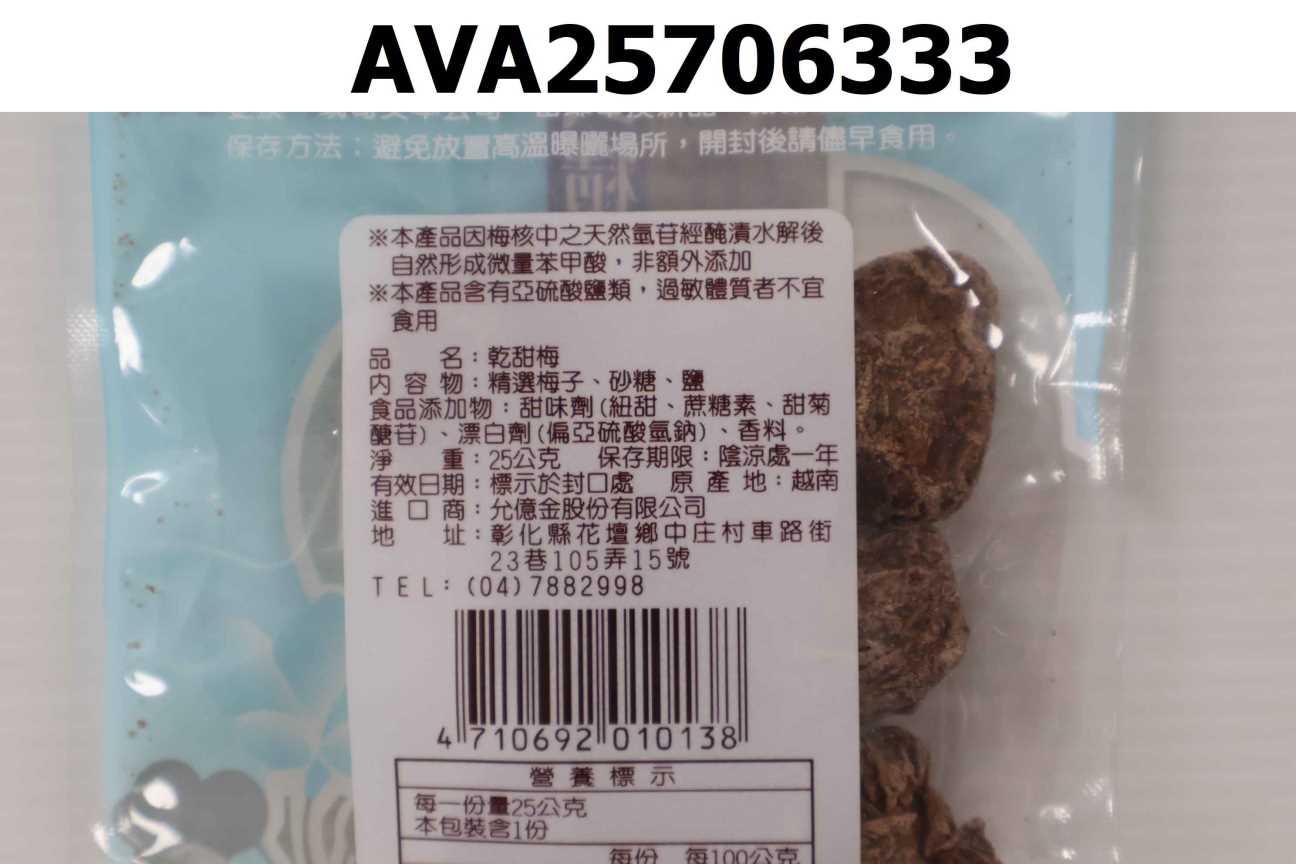 AVA25706333
保存方法：避免放置高溫曝曬場所，開封後請儘早食用。
※本產品因梅核中之天然氫苷經醃漬水解後
自然形成微量苯甲酸，非額外添加
※本產品含有亞硫酸鹽類，過敏體質者不宜
食用
品　　名：乾甜梅
內 容 物：精選梅子、砂糖、鹽
食品添加物：甜味劑(紐甜、蔗糖素、甜菊
醣苷)、漂白劑(偏亞硫酸氫鈉)、香料。
淨　　重：25公克　保存期限：陰涼處一年
有效日期：標示於封口處　原 產 地：越南
進 口 商：允億金股份有限公司
地　　址：彰化縣花壇鄉中庄村車路街
23巷105弄15號
TEL：(04)7882998
4 710692 010138
營養標示
每一份量25公克
本包裝含1份
每份　每100公克